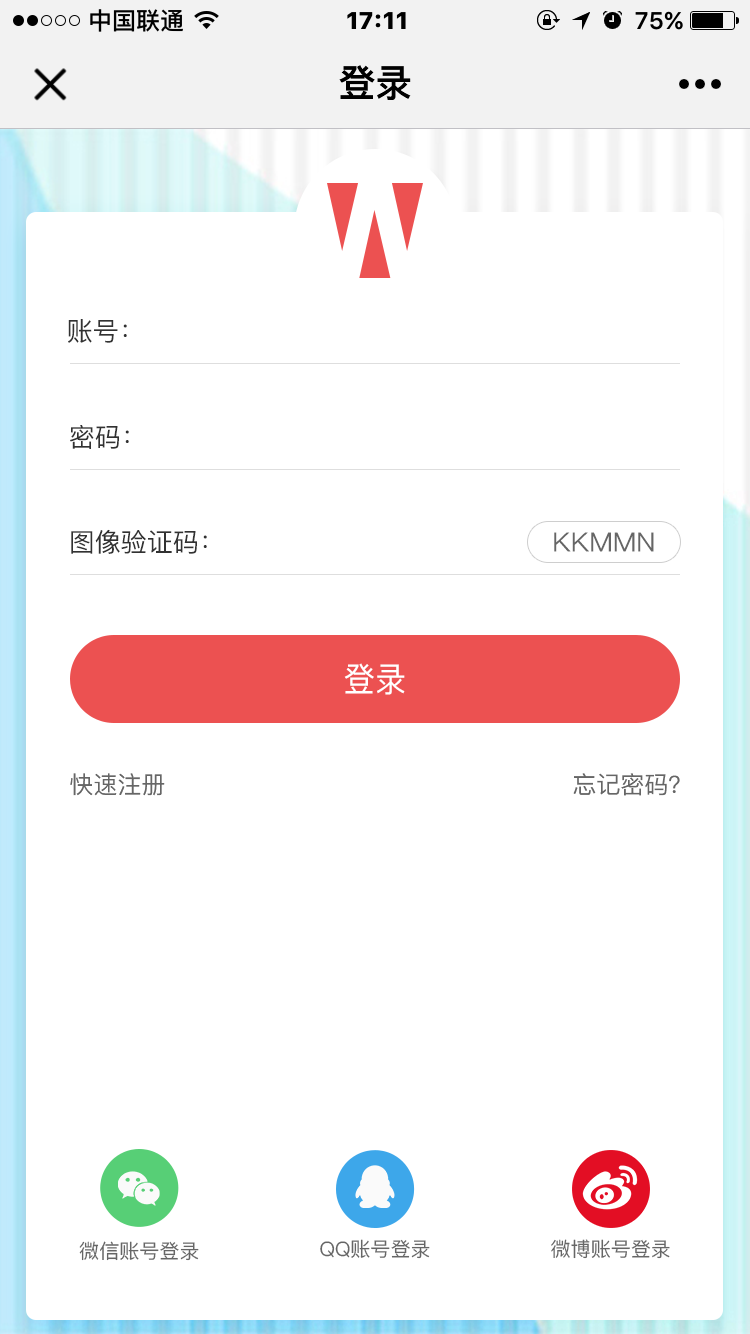 中国联通 17:11 75%
登录
账号：
密码：
图像验证码： KKMMN
登录
快速注册 忘记密码?
微信账号登录 QQ账号登录 微博账号登录